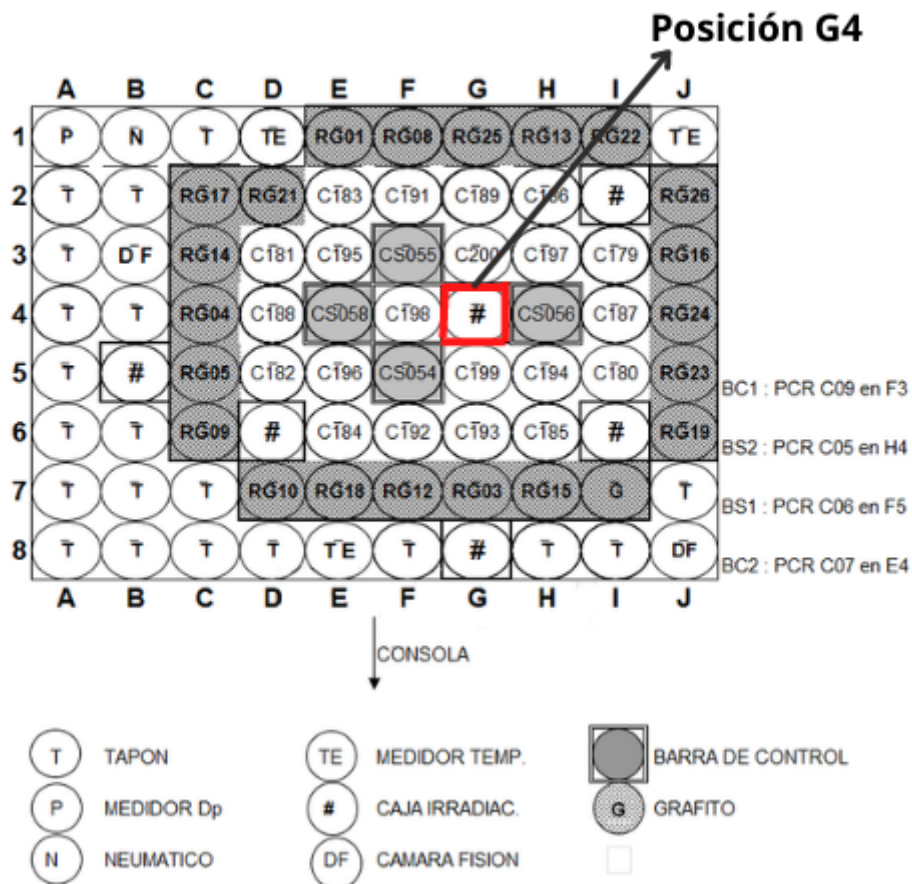 Posición G4
A B C D E F G H I J
1 P N T TE RG01 RG08 RG25 RG13 RG22 TE
2 T T RG17 RG21 C183 C191 C189 C186 # RG26
3 T DF RG14 C181 C195 CS055 C200 C197 C179 RG16
4 T T RG04 C188 CS058 C198 # CS056 C187 RG24
5 T # RG05 C182 C196 CS054 C199 C194 C180 RG23 BC1 : PCR C09 en F3
6 T T RG09 # C184 C192 C193 C185 # RG19 BS2 : PCR C05 en H4
7 T T T RG10 RG18 RG12 RG03 RG15 G T BS1 : PCR C06 en F5
8 T T T T TE T # T T DF BC2 : PCR C07 en E4
A B C D E F G H I J
CONSOLA
T TAPON TE MEDIDOR TEMP. BARRA DE CONTROL
P MEDIDOR Dp # CAJA IRRADIAC. G GRAFITO
N NEUMATICO DF CAMARA FISION